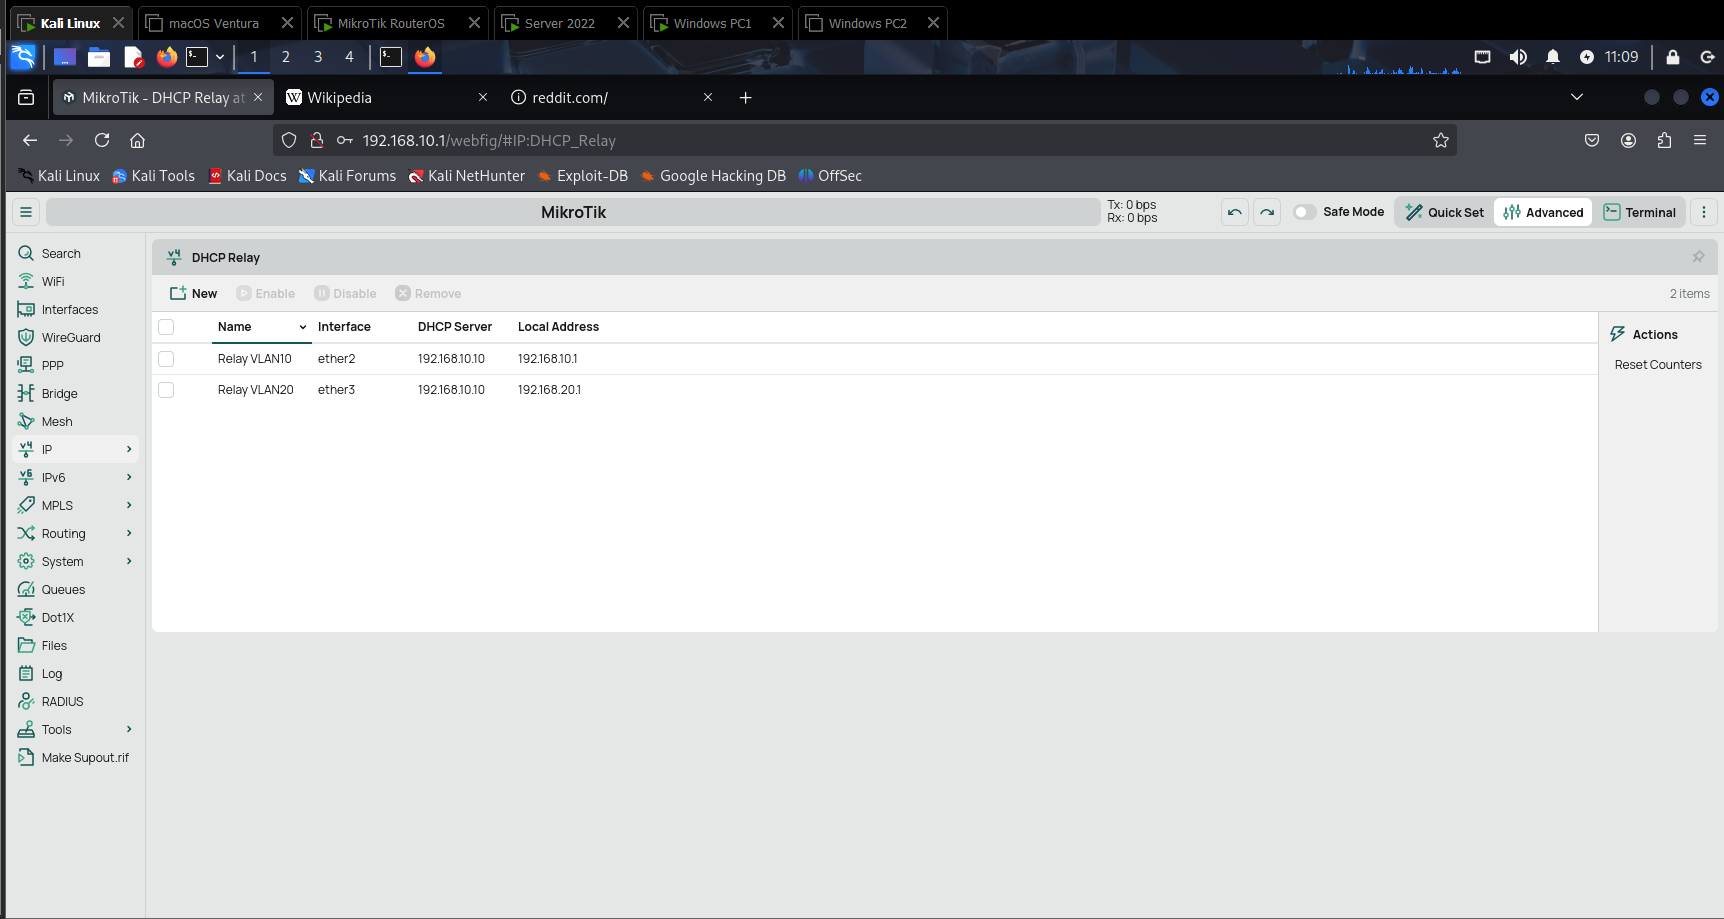 Kali Linux macOS Ventura MikroTik RouterOS Server 2022 Windows PC1 Windows PC2
1 2 3 4 11:09
MikroTik - DHCP Relay at Wikipedia reddit.com/
192.168.10.1/webfig/#IP:DHCP_Relay
Kali Linux Kali Tools Kali Docs Kali Forums Kali NetHunter Exploit-DB Google Hacking DB OffSec
MikroTik
Tx: 0 bps
Rx: 0 bps
Safe Mode Quick Set Advanced Terminal
Search
WiFi
Interfaces
WireGuard
PPP
Bridge
Mesh
IP
IPv6
MPLS
Routing
System
Queues
Dot1X
Files
Log
RADIUS
Tools
Make Supout.rif
DHCP Relay
New Enable Disable Remove 2 items
Name Interface DHCP Server Local Address
Relay VLAN10 ether2 192.168.10.10 192.168.10.1
Relay VLAN20 ether3 192.168.10.10 192.168.20.1
Actions
Reset Counters